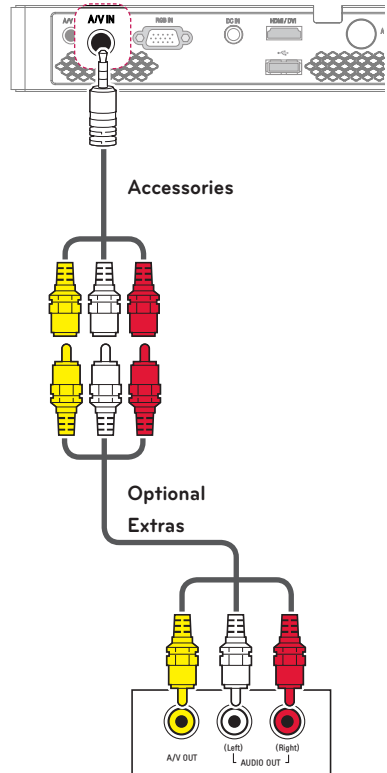 A/V
A/V IN
RGB IN
DC IN
HDMI / DVI
A
Accessories
Optional
Extras
(Left)
(Right)
A/V OUT
AUDIO OUT